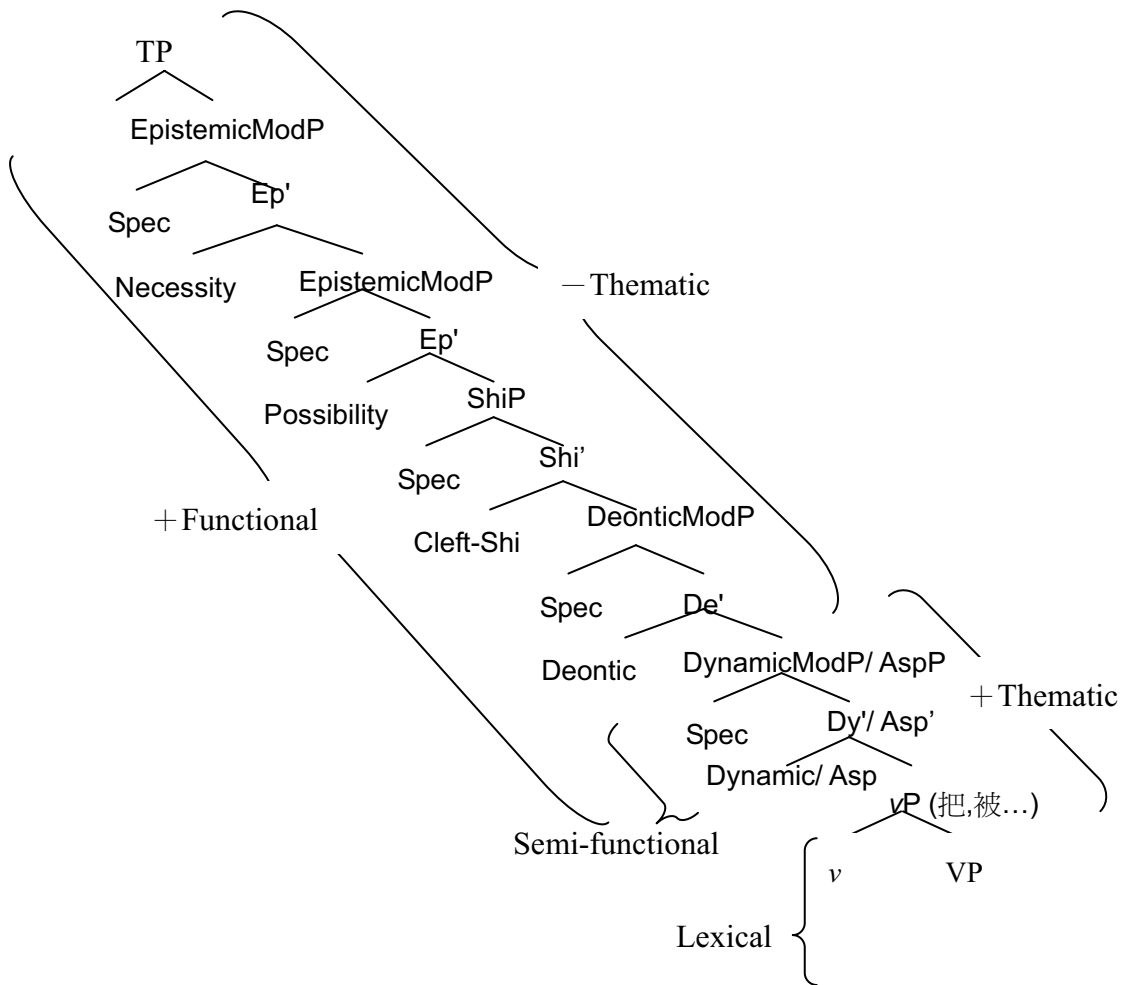 TP
EpistemicModP
Spec
Ep'
Necessity
EpistemicModP
－Thematic
Spec
Ep'
Possibility
ShiP
Spec
Shi’
＋Functional
Cleft-Shi
DeonticModP
Spec
De'
Deontic
DynamicModP/ AspP
＋Thematic
Spec
Dy'/ Asp’
Dynamic/ Asp
vP (把,被…)
Semi-functional
v
VP
Lexical